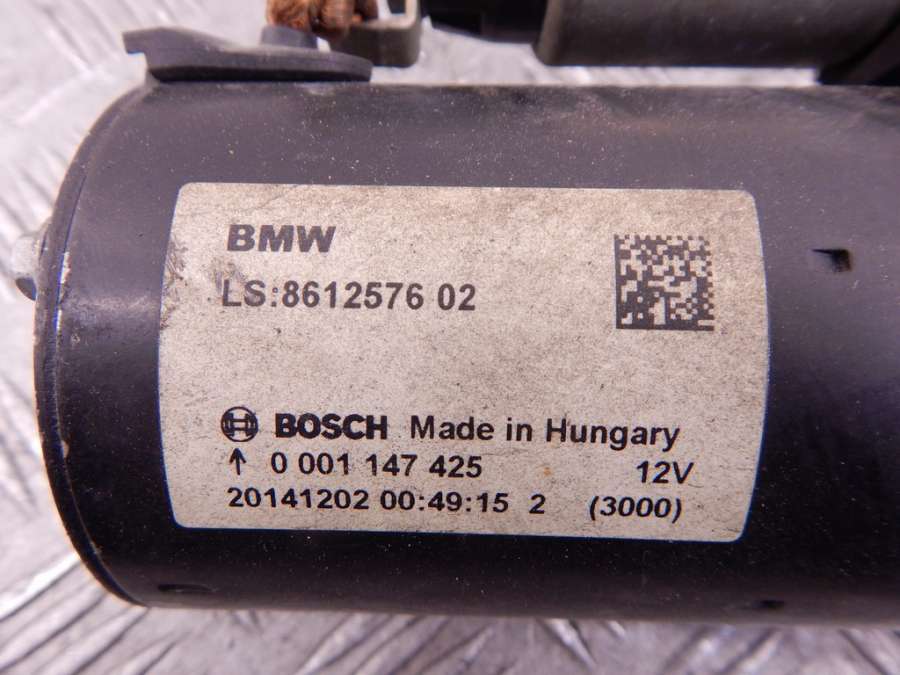 BMW
LS:8612576 02
BOSCH Made in Hungary
↑ 0 001 147 425 12V
20141202 00:49:15 2 (3000)